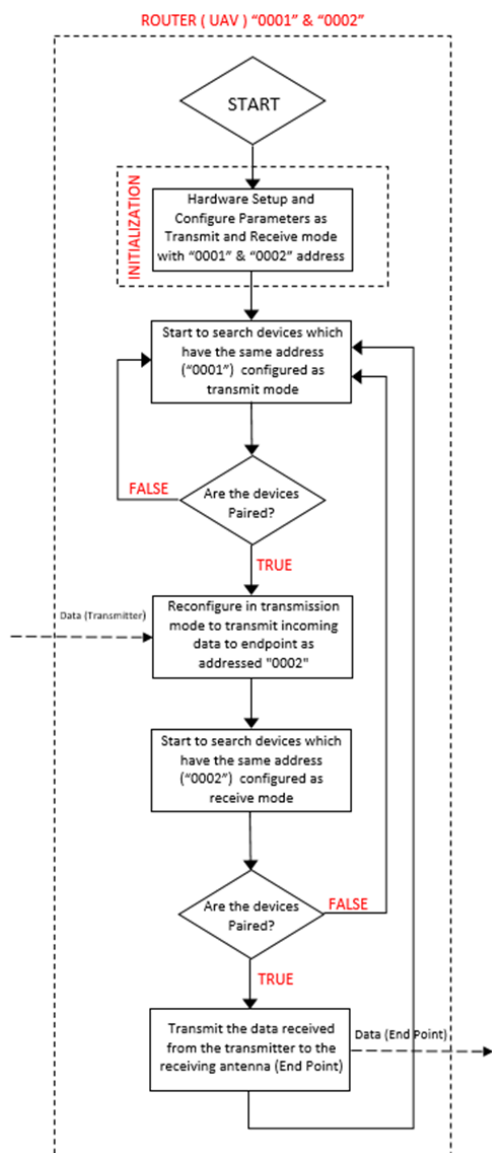 ROUTER ( UAV ) “0001” & “0002”
START
INITIALIZATION
Hardware Setup and
Configure Parameters as
Transmit and Receive mode
with “0001” & “0002” address
Start to search devices which
have the same address
(“0001”) configured as
transmit mode
Are the devices
Paired?
FALSE
TRUE
Data (Transmitter)
Reconfigure in transmission
mode to transmit incoming
data to endpoint as
addressed "0002"
Start to search devices which
have the same address
(“0002”) configured as
receive mode
Are the devices
Paired?
FALSE
TRUE
Transmit the data received
from the transmitter to the
receiving antenna (End Point)
Data (End Point)